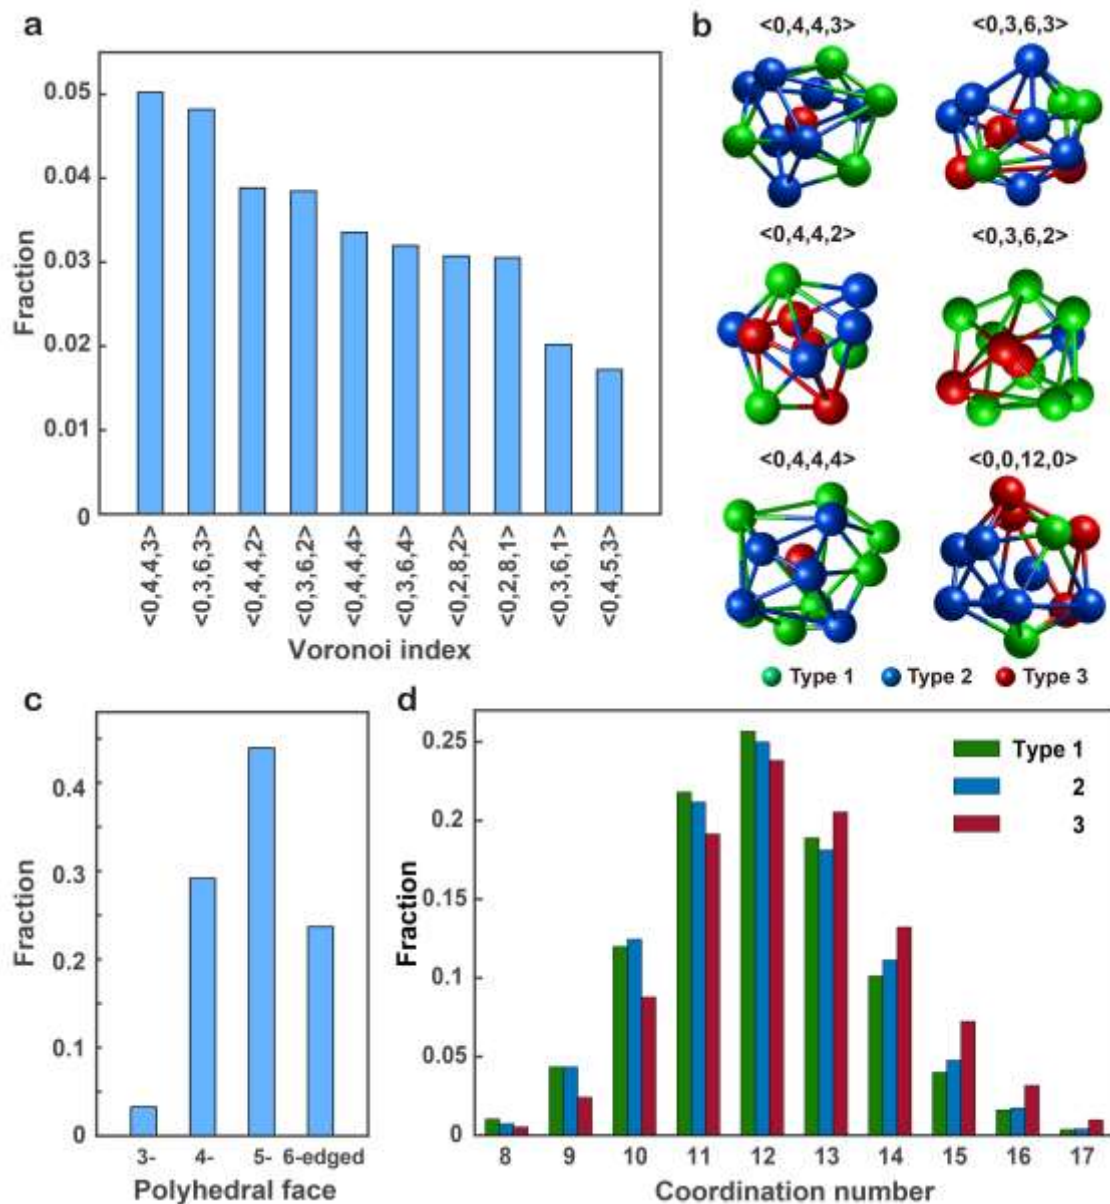 a
Fraction
0.05
0.04
0.03
0.02
0.01
0
<0,4,4,3>
<0,3,6,3>
<0,4,4,2>
<0,3,6,2>
<0,4,4,4>
<0,3,6,4>
<0,2,8,2>
<0,2,8,1>
<0,3,6,1>
<0,4,5,3>
Voronoi index
b
<0,4,4,3> <0,3,6,3>
<0,4,4,2> <0,3,6,2>
<0,4,4,4> <0,0,12,0>
Type 1 Type 2 Type 3
c
Fraction
0.4
0.3
0.2
0.1
0
3- 4- 5- 6-edged
Polyhedral face
d
Fraction
0.25
0.2
0.15
0.1
0.05
0
Type 1
2
3
8 9 10 11 12 13 14 15 16 17
Coordination number